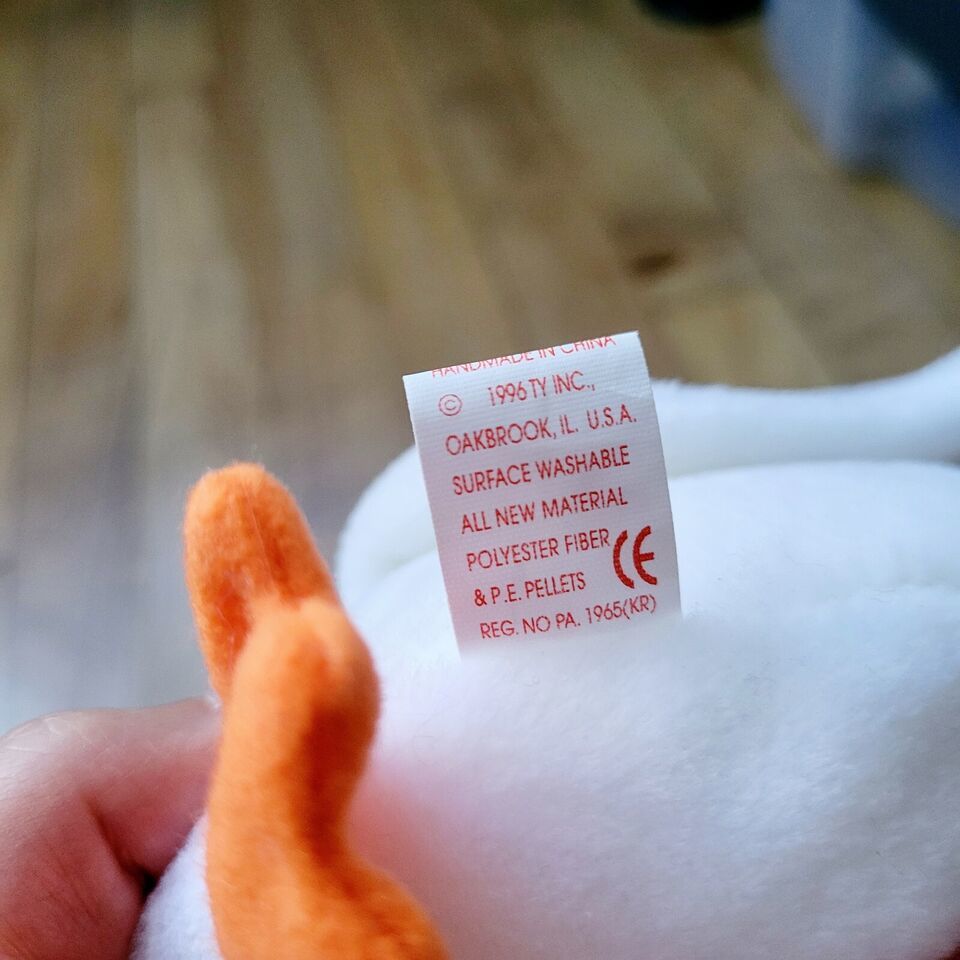 HANDMADE IN CHINA
© 1996 TY INC.,
OAKBROOK, IL. U.S.A.
SURFACE WASHABLE
ALL NEW MATERIAL
POLYESTER FIBER
& P.E. PELLETS CE
REG. NO PA. 1965(KR)